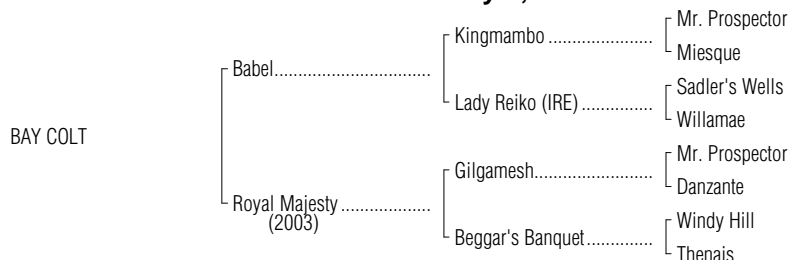 Mr. Prospector
Kingmambo
Miesque
Babel
Sadler's Wells
Lady Reiko (IRE)
Willamae
BAY COLT
Mr. Prospector
Gilgamesh
Danzante
Royal Majesty
(2003)
Windy Hill
Beggar's Banquet
Thenais